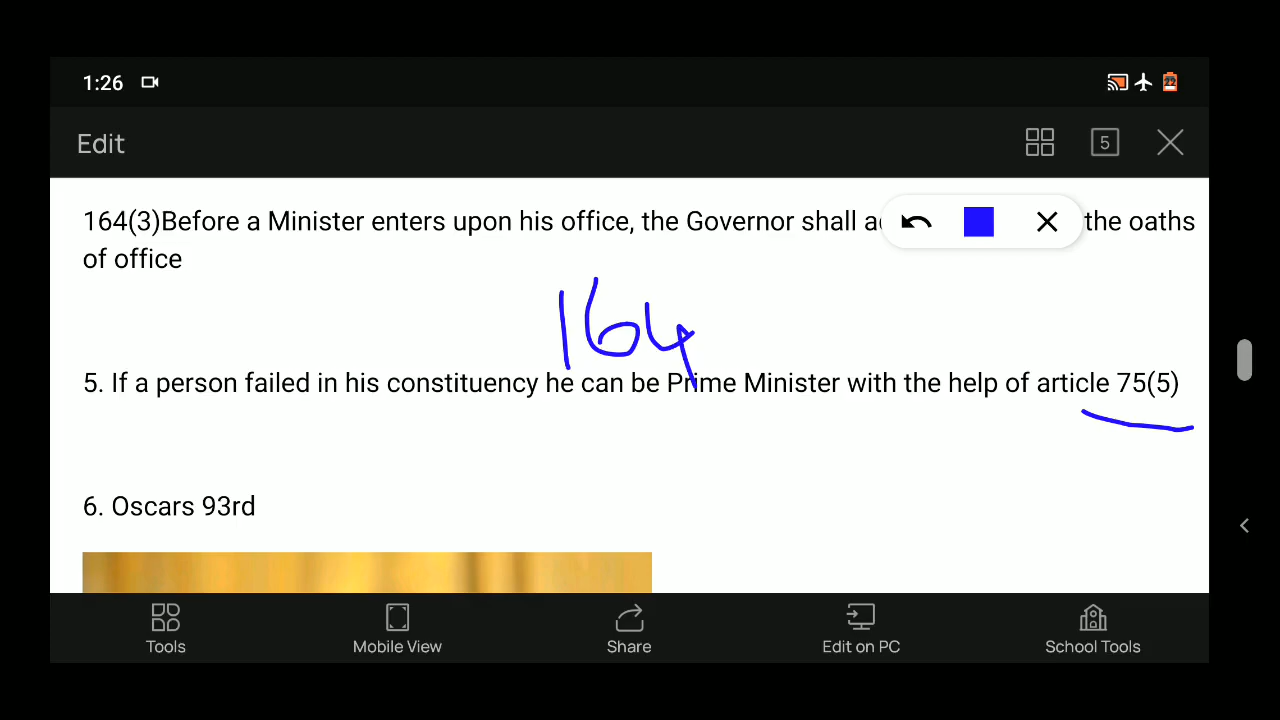 1:26
Edit
5
164(3)Before a Minister enters upon his office, the Governor shall the oaths
of office
164
5. If a person failed in his constituency he can be Prime Minister with the help of article 75(5)
6. Oscars 93rd
Tools Mobile View Share Edit on PC School Tools